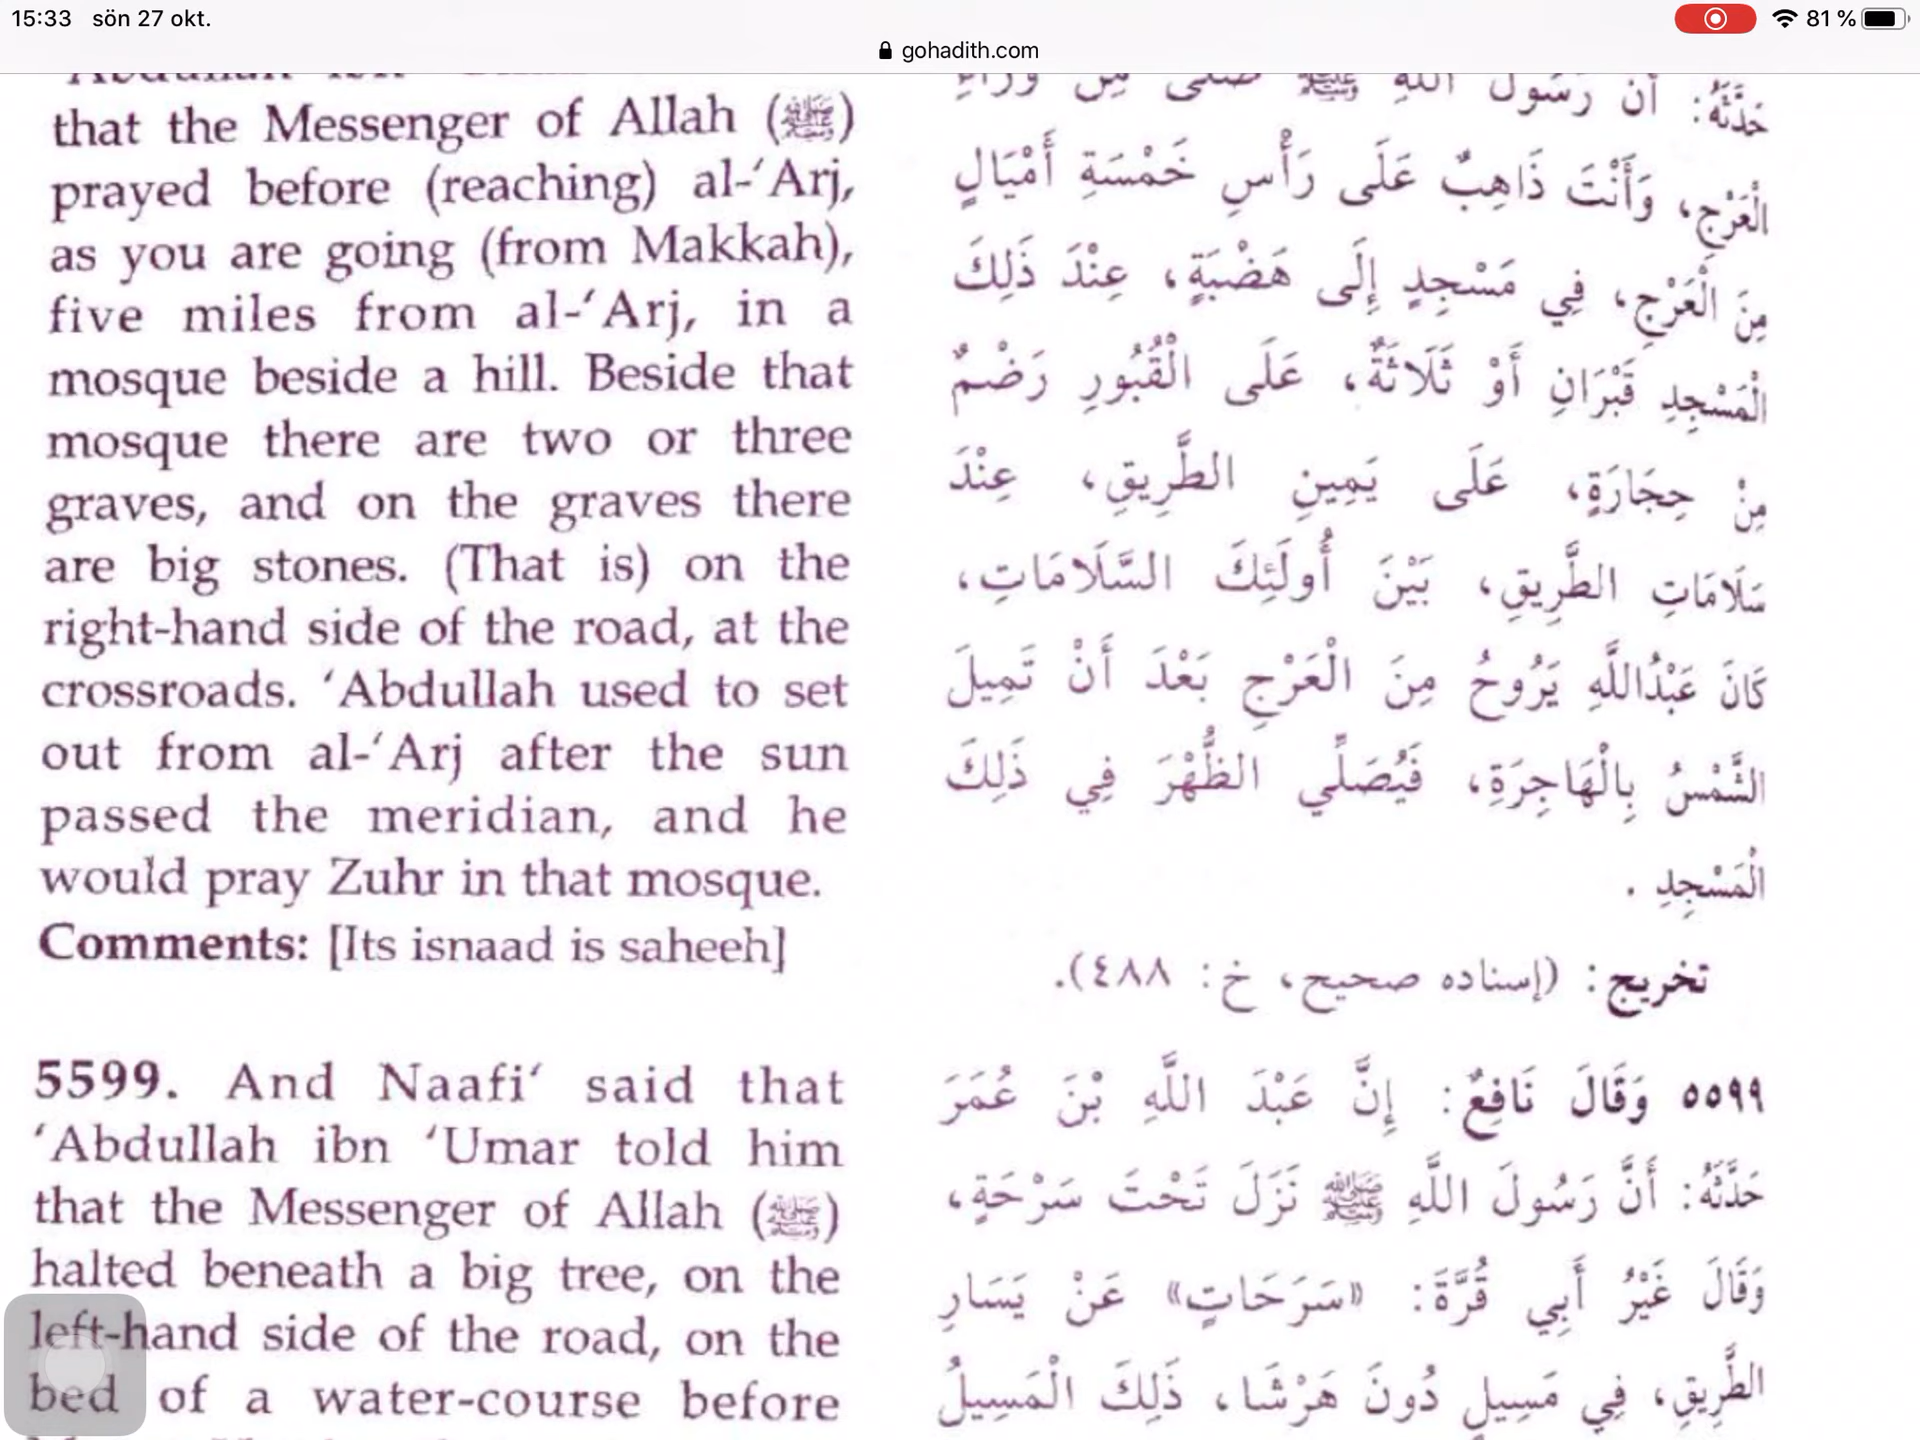 15:33 sön 27 okt.
81 %
gohadith.com
that the Messenger of Allah (ﷺ)
prayed before (reaching) al-‘Arj,
as you are going (from Makkah),
five miles from al-‘Arj, in a
mosque beside a hill. Beside that
mosque there are two or three
graves, and on the graves there
are big stones. (That is) on the
right-hand side of the road, at the
crossroads. ‘Abdullah used to set
out from al-‘Arj after the sun
passed the meridian, and he
would pray Zuhr in that mosque.
Comments: [Its isnaad is saheeh]
5599. And Naafi‘ said that
‘Abdullah ibn ‘Umar told him
that the Messenger of Allah (ﷺ)
halted beneath a big tree, on the
left-hand side of the road, on the
bed of a water-course before
حَدَّثَهُ: أَنَّ رَسُولَ اللَّهِ ﷺ صَلَّى مِنْ وَرَاءِ
الْعَرْجِ، وَأَنْتَ ذَاهِبٌ عَلَى رَأْسِ خَمْسَةِ أَمْيَالٍ
مِنَ الْعَرْجِ، فِي مَسْجِدٍ إِلَى هَضْبَةٍ، عِنْدَ ذَلِكَ
الْمَسْجِدِ قَبْرَانِ أَوْ ثَلَاثَةٌ، عَلَى الْقُبُورِ رَضْمٌ
مِنْ حِجَارَةٍ، عَلَى يَمِينِ الطَّرِيقِ، عِنْدَ
سَلَامَاتِ الطَّرِيقِ، بَيْنَ أُولَئِكَ السَّلَامَاتِ،
كَانَ عَبْدُاللَّهِ يَرُوحُ مِنَ الْعَرْجِ بَعْدَ أَنْ تَمِيلَ
الشَّمْسُ بِالْهَاجِرَةِ، فَيُصَلِّي الظُّهْرَ فِي ذَلِكَ
الْمَسْجِدِ.
تخريج: (إسناده صحيح، خ: ٤٨٨).
٥٥٩٩ وَقَالَ نَافِعٌ: إِنَّ عَبْدَ اللَّهِ بْنَ عُمَرَ
حَدَّثَهُ: أَنَّ رَسُولَ اللَّهِ ﷺ نَزَلَ تَحْتَ سَرْحَةٍ،
وَقَالَ غَيْرُ أَبِي قُرَّةَ: «سَرَحَاتٍ» عَنْ يَسَارِ
الطَّرِيقِ، فِي مَسِيلٍ دُونَ هَرْشَا، ذَلِكَ الْمَسِيلُ